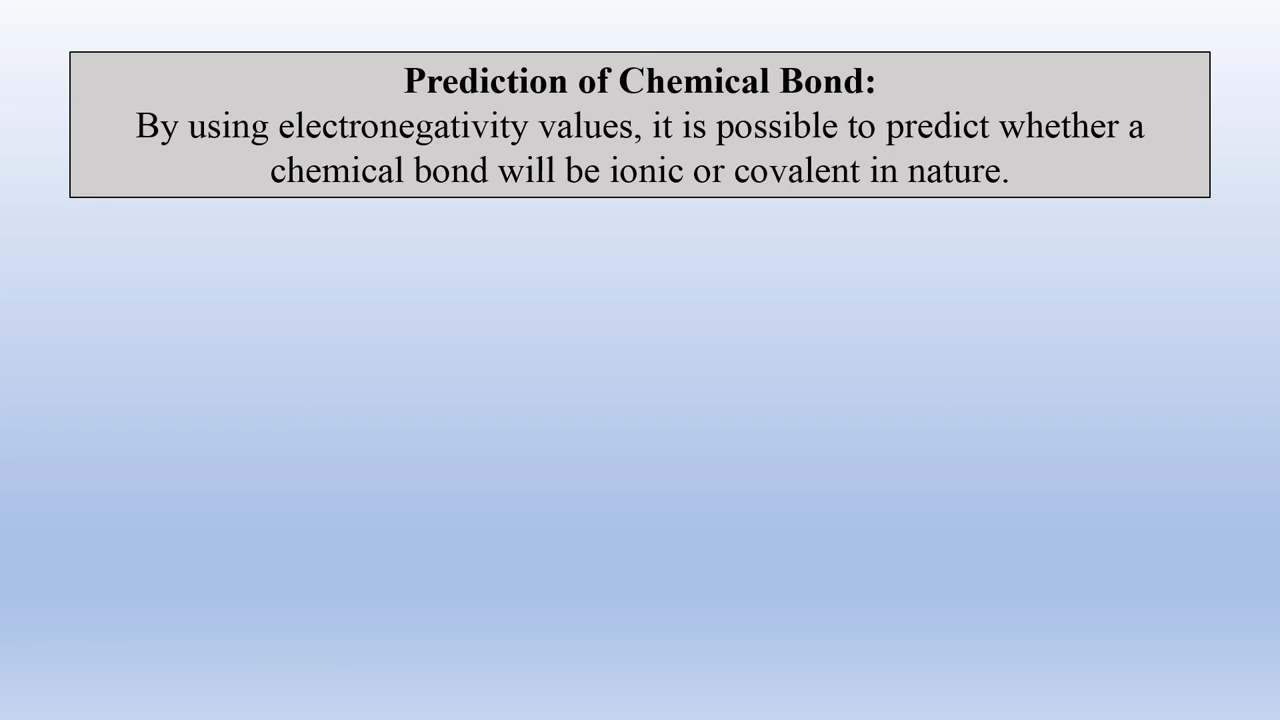 Prediction of Chemical Bond:
By using electronegativity values, it is possible to predict whether a
chemical bond will be ionic or covalent in nature.